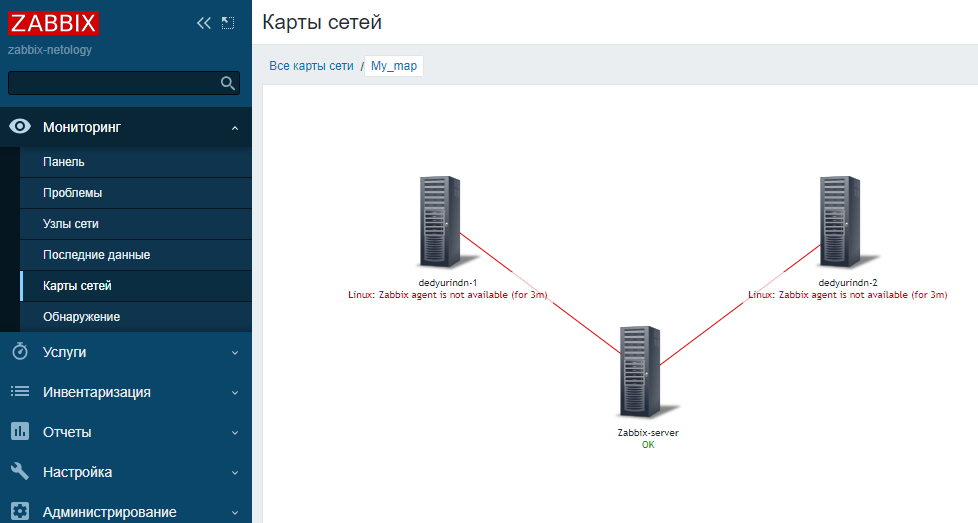 ZABBIX
zabbix-netology
Мониторинг
Панель
Проблемы
Узлы сети
Последние данные
Карты сетей
Обнаружение
Услуги
Инвентаризация
Отчеты
Настройка
Администрирование
Карты сетей
Все карты сети / My_map
dedyurindn-1
Linux: Zabbix agent is not available (for 3m)
dedyurindn-2
Linux: Zabbix agent is not available (for 3m)
Zabbix-server
OK